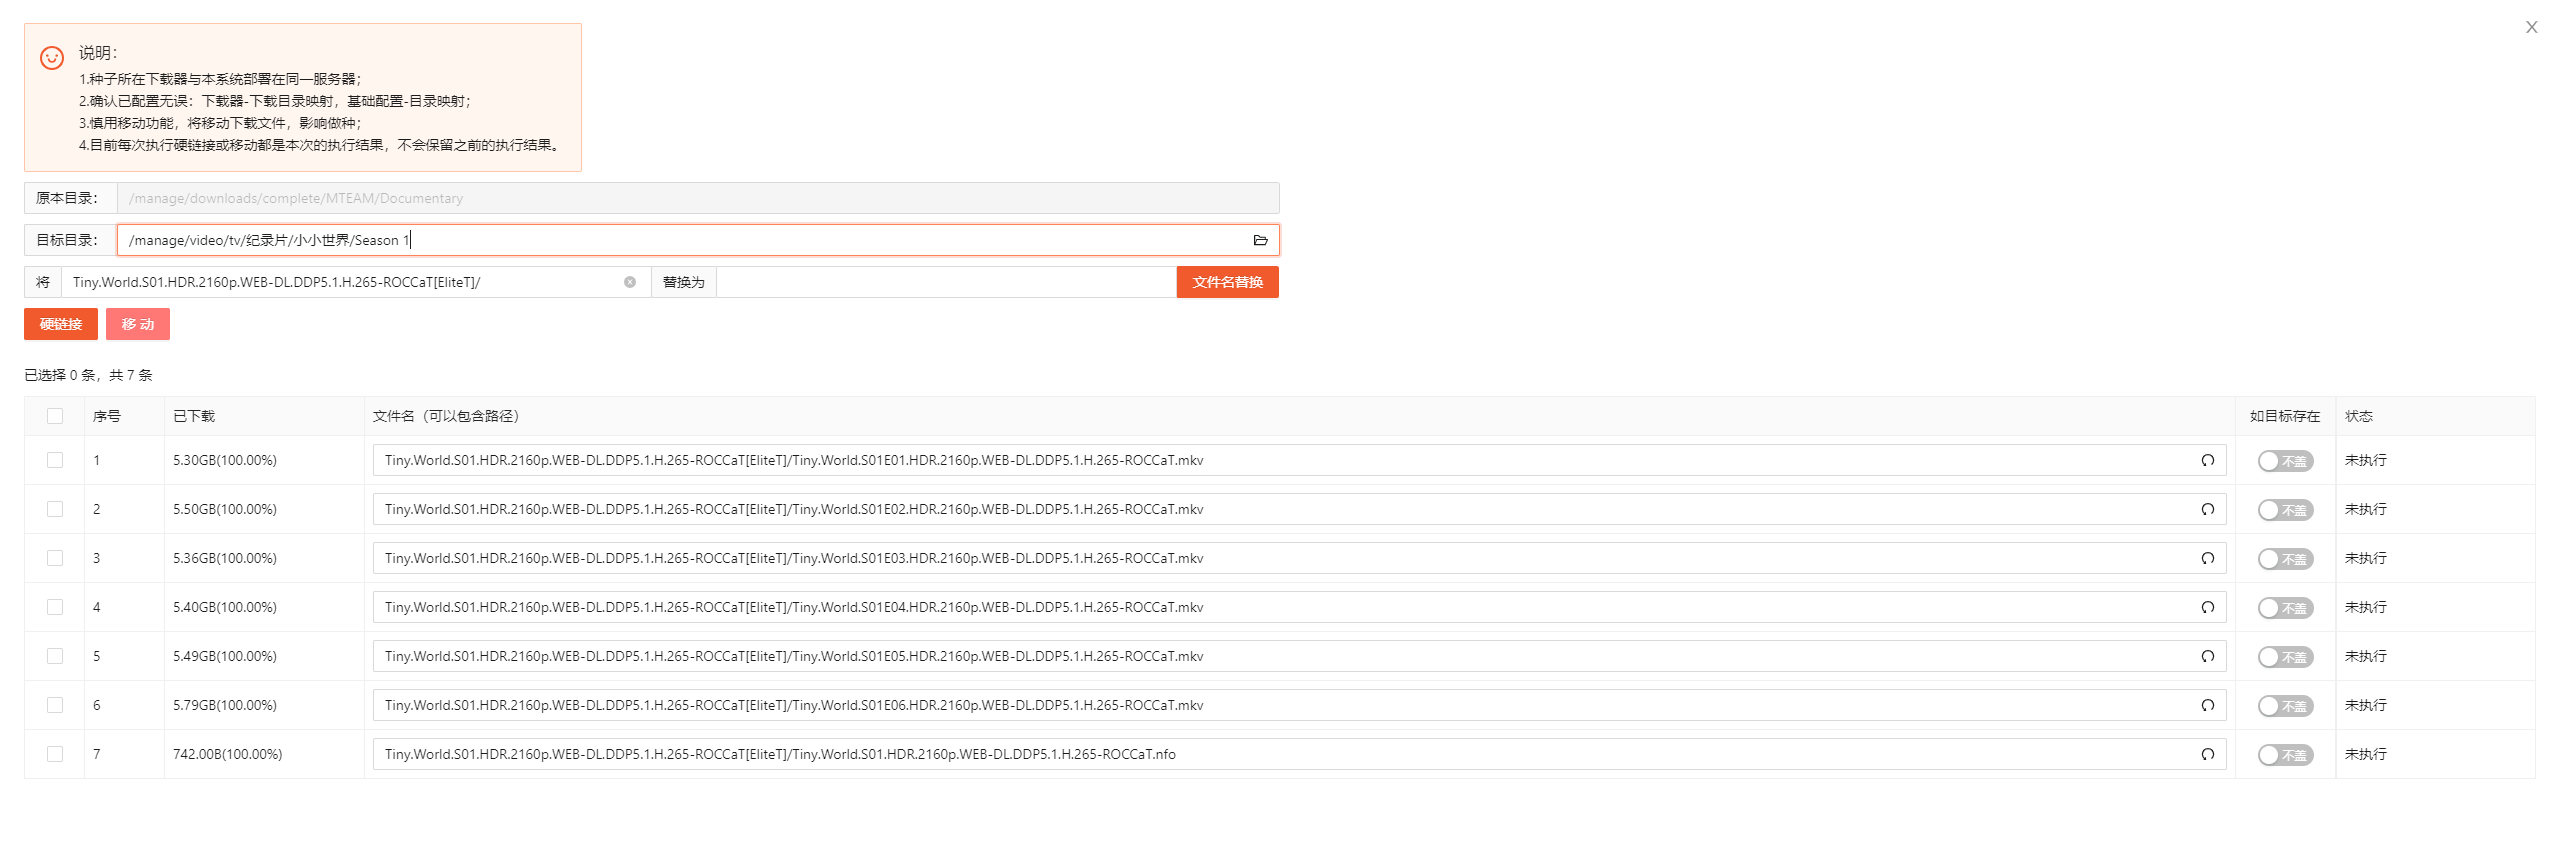 X
说明：
1.种子所在下载器与本系统部署在同一服务器；
2.确认已配置无误：下载器-下载目录映射，基础配置-目录映射；
3.慎用移动功能，将移动下载文件，影响做种；
4.目前每次执行硬链接或移动都是本次的执行结果，不会保留之前的执行结果。
原本目录： /manage/downloads/complete/MTEAM/Documentary
目标目录： /manage/video/tv/纪录片/小小世界/Season 1
将 Tiny.World.S01.HDR.2160p.WEB-DL.DDP5.1.H.265-ROCCaT[EliteT]/ 替换为 文件名替换
硬链接 移 动
已选择 0 条，共 7 条
序号 已下载 文件名（可以包含路径） 如目标存在 状态
1 5.30GB(100.00%) Tiny.World.S01.HDR.2160p.WEB-DL.DDP5.1.H.265-ROCCaT[EliteT]/Tiny.World.S01E01.HDR.2160p.WEB-DL.DDP5.1.H.265-ROCCaT.mkv 不盖 未执行
2 5.50GB(100.00%) Tiny.World.S01.HDR.2160p.WEB-DL.DDP5.1.H.265-ROCCaT[EliteT]/Tiny.World.S01E02.HDR.2160p.WEB-DL.DDP5.1.H.265-ROCCaT.mkv 不盖 未执行
3 5.36GB(100.00%) Tiny.World.S01.HDR.2160p.WEB-DL.DDP5.1.H.265-ROCCaT[EliteT]/Tiny.World.S01E03.HDR.2160p.WEB-DL.DDP5.1.H.265-ROCCaT.mkv 不盖 未执行
4 5.40GB(100.00%) Tiny.World.S01.HDR.2160p.WEB-DL.DDP5.1.H.265-ROCCaT[EliteT]/Tiny.World.S01E04.HDR.2160p.WEB-DL.DDP5.1.H.265-ROCCaT.mkv 不盖 未执行
5 5.49GB(100.00%) Tiny.World.S01.HDR.2160p.WEB-DL.DDP5.1.H.265-ROCCaT[EliteT]/Tiny.World.S01E05.HDR.2160p.WEB-DL.DDP5.1.H.265-ROCCaT.mkv 不盖 未执行
6 5.79GB(100.00%) Tiny.World.S01.HDR.2160p.WEB-DL.DDP5.1.H.265-ROCCaT[EliteT]/Tiny.World.S01E06.HDR.2160p.WEB-DL.DDP5.1.H.265-ROCCaT.mkv 不盖 未执行
7 742.00B(100.00%) Tiny.World.S01.HDR.2160p.WEB-DL.DDP5.1.H.265-ROCCaT[EliteT]/Tiny.World.S01.HDR.2160p.WEB-DL.DDP5.1.H.265-ROCCaT.nfo 不盖 未执行